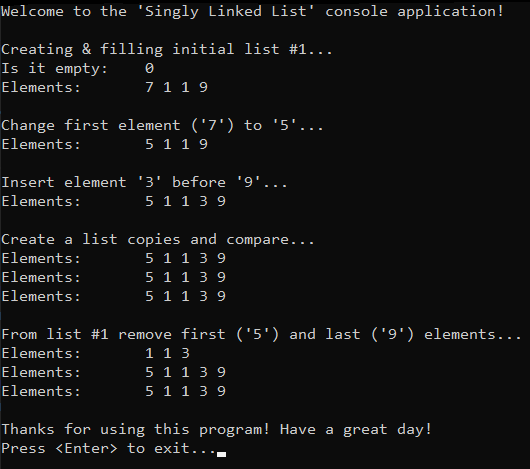 Welcome to the 'Singly Linked List' console application!
Creating & filling initial list #1...
Is it empty:    0
Elements:       7 1 1 9
Change first element ('7') to '5'...
Elements:       5 1 1 9
Insert element '3' before '9'...
Elements:       5 1 1 3 9
Create a list copies and compare...
Elements:       5 1 1 3 9
Elements:       5 1 1 3 9
Elements:       5 1 1 3 9
From list #1 remove first ('5') and last ('9') elements...
Elements:       1 1 3
Elements:       5 1 1 3 9
Elements:       5 1 1 3 9
Thanks for using this program! Have a great day!
Press <Enter> to exit...